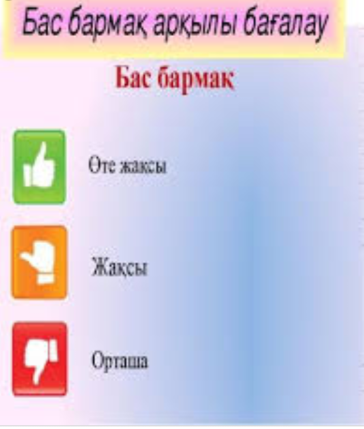 Бас бармақ арқылы бағалау
Бас бармақ
Өте жақсы
Жақсы
Орташа